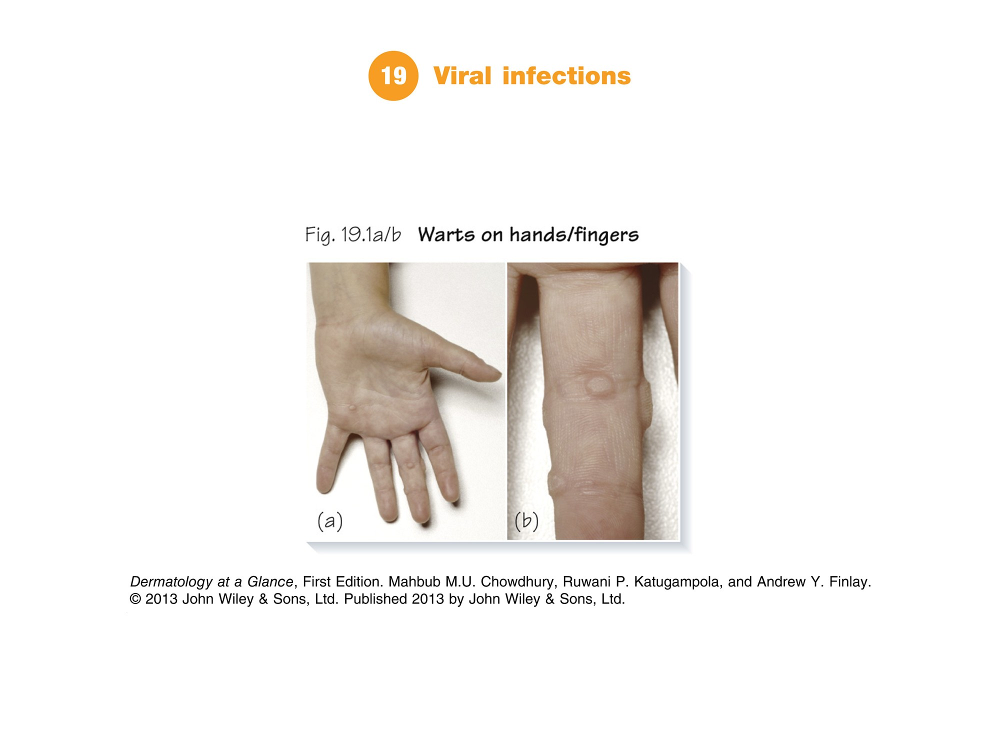 19 Viral infections
Fig. 19.1a/b Warts on hands/fingers
(a) (b)
Dermatology at a Glance, First Edition. Mahbub M.U. Chowdhury, Ruwani P. Katugampola, and Andrew Y. Finlay.
© 2013 John Wiley & Sons, Ltd. Published 2013 by John Wiley & Sons, Ltd.